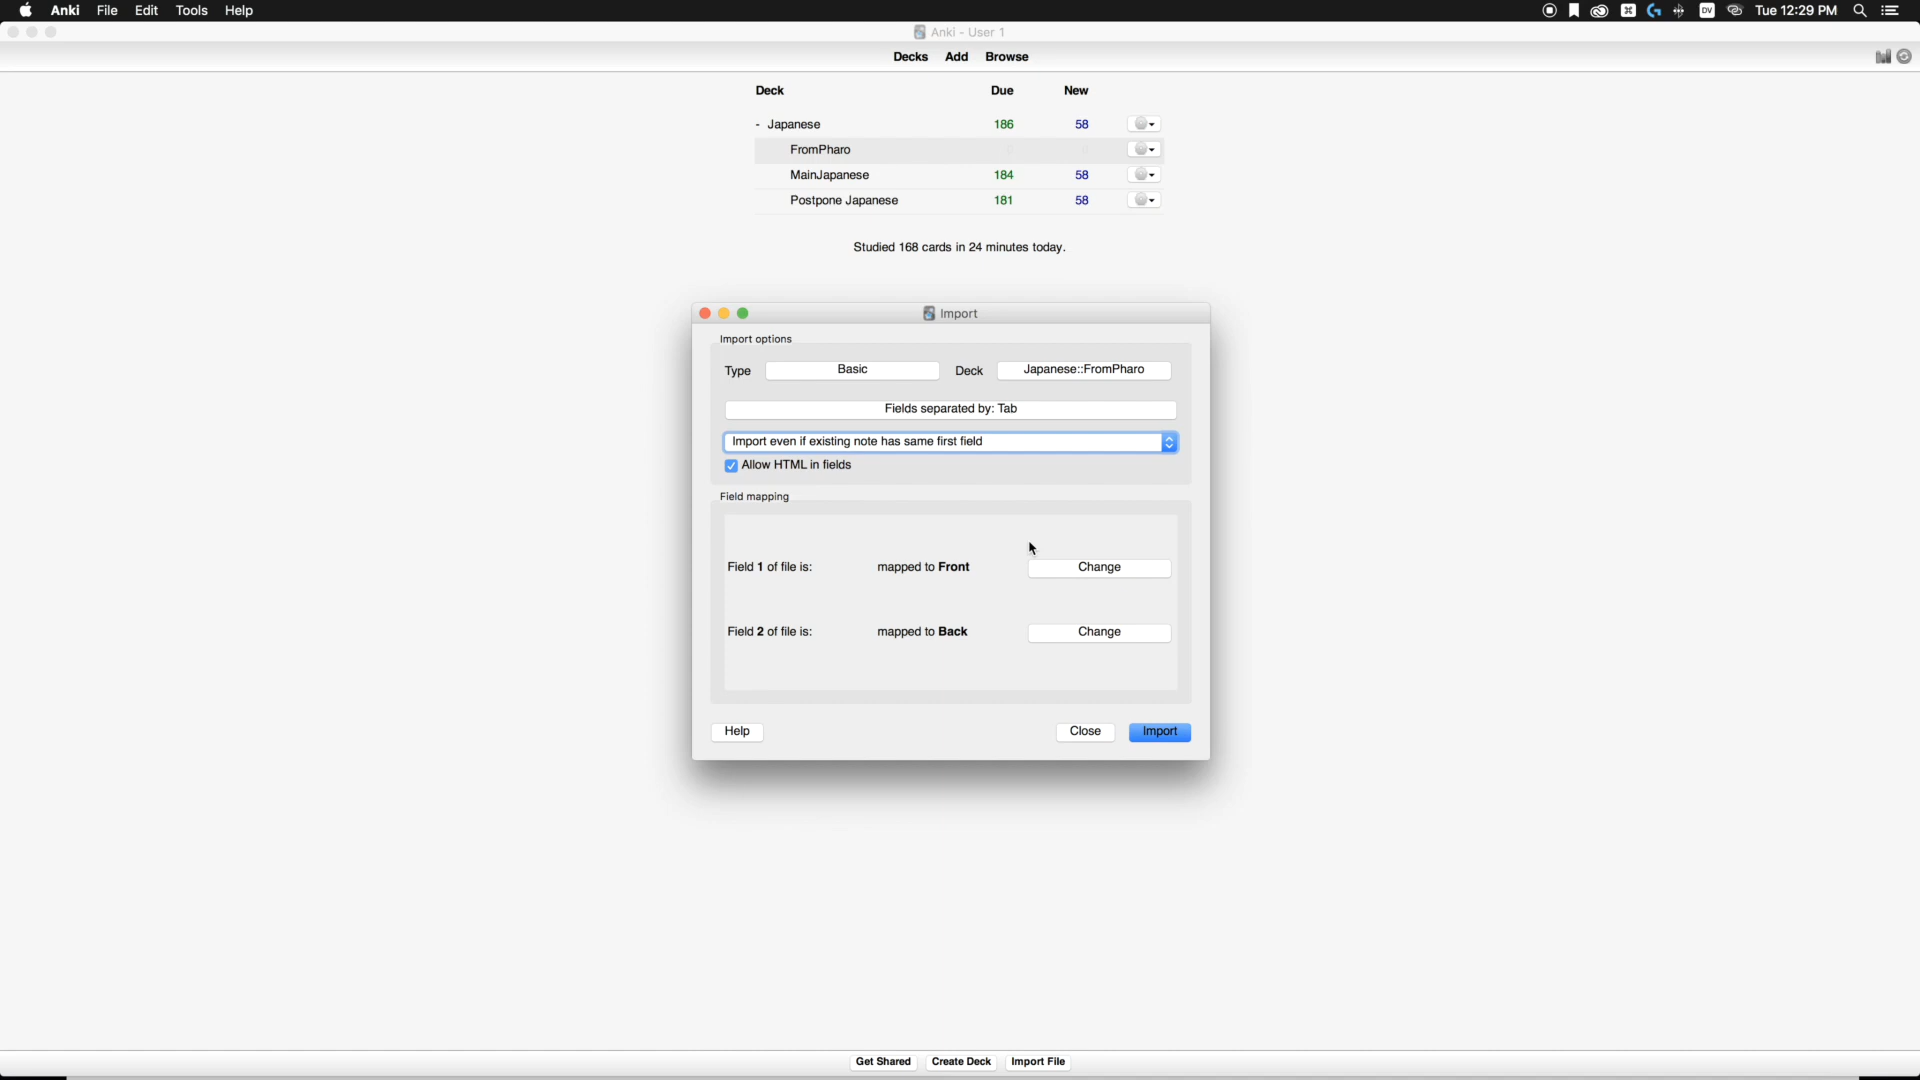 Anki File Edit Tools Help DV Tue 12:29 PM
Anki - User 1
Decks Add Browse
Deck Due New
- Japanese 186 58
FromPharo 0 0
MainJapanese 184 58
Postpone Japanese 181 58
Studied 168 cards in 24 minutes today.
Import
Import options
Type Basic Deck Japanese::FromPharo
Fields separated by: Tab
Import even if existing note has same first field
Allow HTML in fields
Field mapping
Field 1 of file is: mapped to Front Change
Field 2 of file is: mapped to Back Change
Help Close Import
Get Shared Create Deck Import File